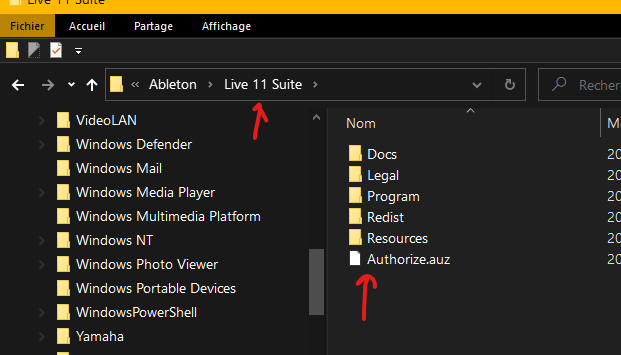 Live 11 Suite
Fichier Accueil Partage Affichage
« Ableton › Live 11 Suite ›
Recher
VideoLAN
Windows Defender
Windows Mail
Windows Media Player
Windows Multimedia Platform
Windows NT
Windows Photo Viewer
Windows Portable Devices
WindowsPowerShell
Yamaha
Nom
Docs 20
Legal 20
Program 20
Redist 20
Resources 20
Authorize.auz 20